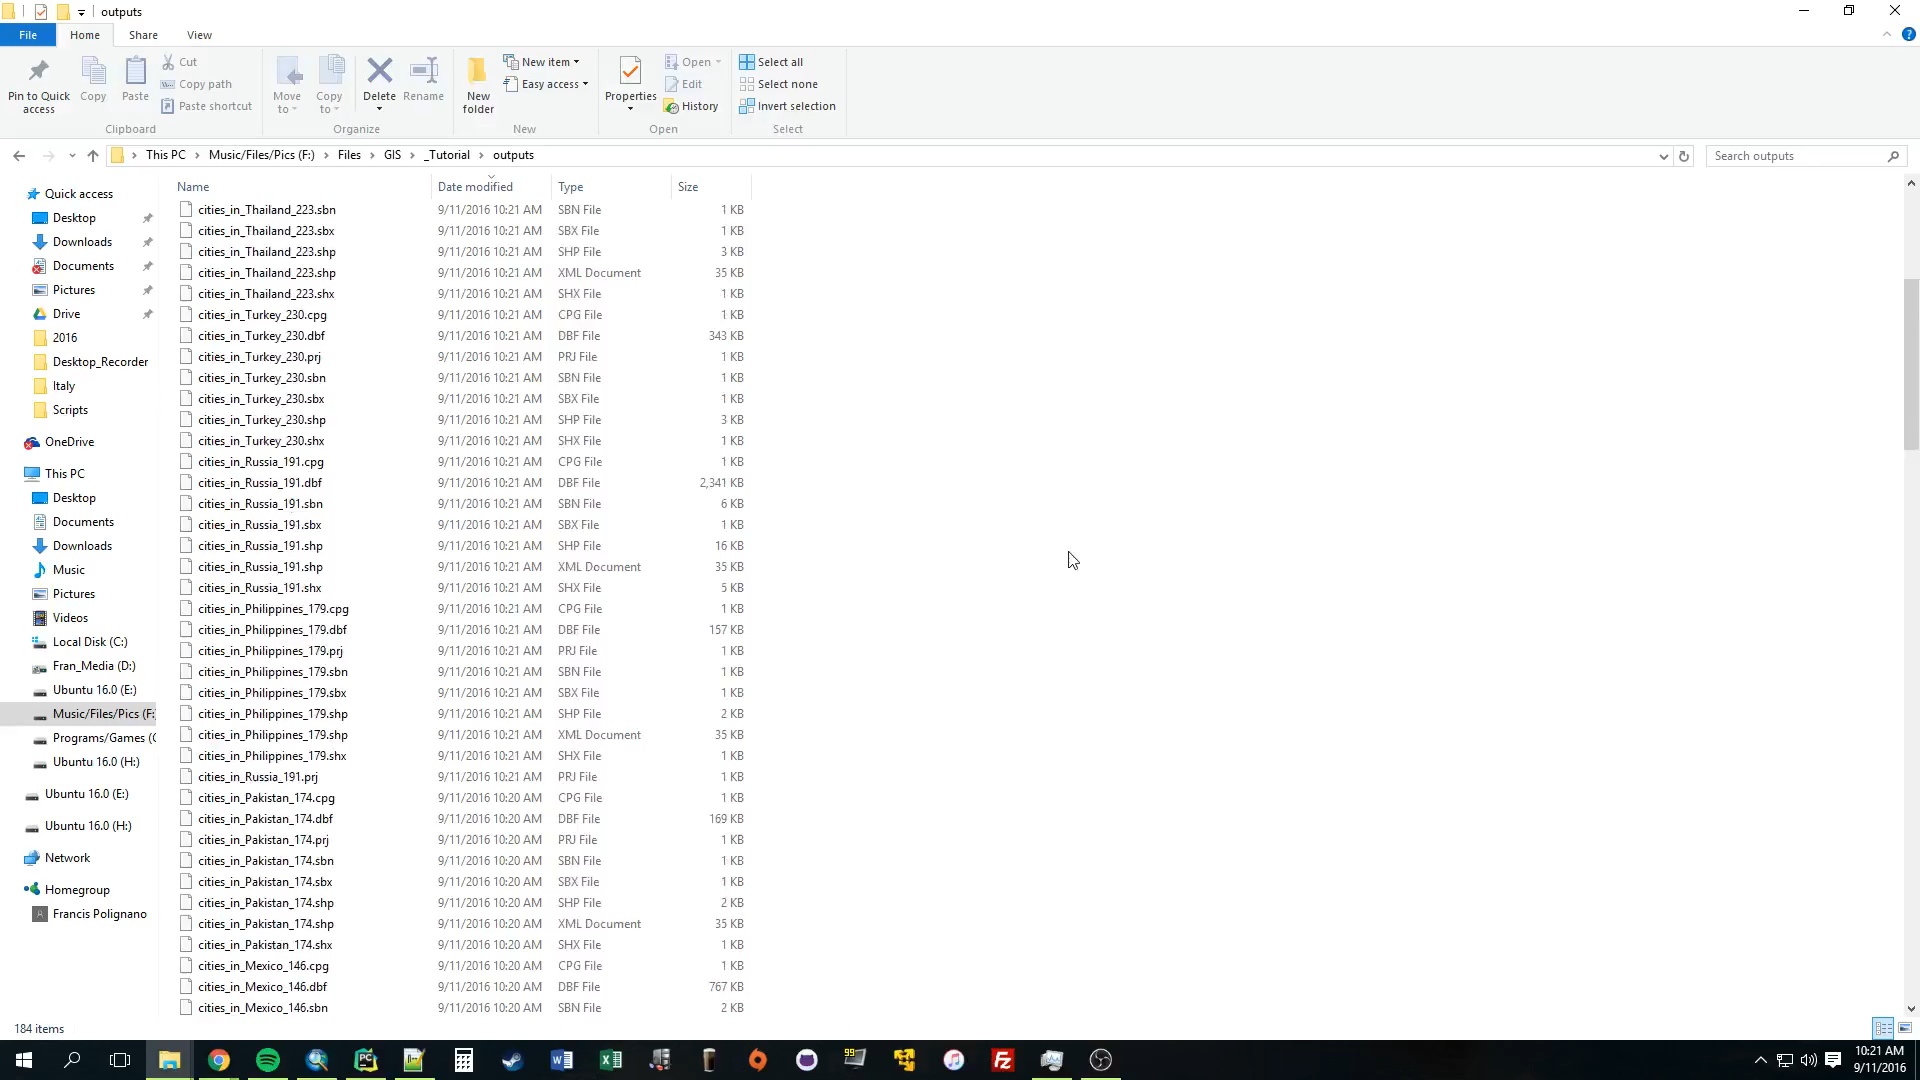 outputs
File Home Share View
Pin to Quick access
Copy
Paste
Cut
Copy path
Paste shortcut
Clipboard
Move to
Copy to
Delete
Rename
Organize
New folder
New item
Easy access
New
Properties
Open
Edit
History
Open
Select all
Select none
Invert selection
Select
This PC > Music/Files/Pics (F:) > Files > GIS > _Tutorial > outputs
Search outputs
Quick access
Desktop
Downloads
Documents
Pictures
Drive
2016
Desktop_Recorder
Italy
Scripts
OneDrive
This PC
Desktop
Documents
Downloads
Music
Pictures
Videos
Local Disk (C:)
Fran_Media (D:)
Ubuntu 16.0 (E:)
Music/Files/Pics (F:
Programs/Games (
Ubuntu 16.0 (H:)
Ubuntu 16.0 (E:)
Ubuntu 16.0 (H:)
Network
Homegroup
Francis Polignano
Name Date modified Type Size
cities_in_Thailand_223.sbn 9/11/2016 10:21 AM SBN File 1 KB
cities_in_Thailand_223.sbx 9/11/2016 10:21 AM SBX File 1 KB
cities_in_Thailand_223.shp 9/11/2016 10:21 AM SHP File 3 KB
cities_in_Thailand_223.shp 9/11/2016 10:21 AM XML Document 35 KB
cities_in_Thailand_223.shx 9/11/2016 10:21 AM SHX File 1 KB
cities_in_Turkey_230.cpg 9/11/2016 10:21 AM CPG File 1 KB
cities_in_Turkey_230.dbf 9/11/2016 10:21 AM DBF File 343 KB
cities_in_Turkey_230.prj 9/11/2016 10:21 AM PRJ File 1 KB
cities_in_Turkey_230.sbn 9/11/2016 10:21 AM SBN File 1 KB
cities_in_Turkey_230.sbx 9/11/2016 10:21 AM SBX File 1 KB
cities_in_Turkey_230.shp 9/11/2016 10:21 AM SHP File 3 KB
cities_in_Turkey_230.shx 9/11/2016 10:21 AM SHX File 1 KB
cities_in_Russia_191.cpg 9/11/2016 10:21 AM CPG File 1 KB
cities_in_Russia_191.dbf 9/11/2016 10:21 AM DBF File 2,341 KB
cities_in_Russia_191.sbn 9/11/2016 10:21 AM SBN File 6 KB
cities_in_Russia_191.sbx 9/11/2016 10:21 AM SBX File 1 KB
cities_in_Russia_191.shp 9/11/2016 10:21 AM SHP File 16 KB
cities_in_Russia_191.shp 9/11/2016 10:21 AM XML Document 35 KB
cities_in_Russia_191.shx 9/11/2016 10:21 AM SHX File 5 KB
cities_in_Philippines_179.cpg 9/11/2016 10:21 AM CPG File 1 KB
cities_in_Philippines_179.dbf 9/11/2016 10:21 AM DBF File 157 KB
cities_in_Philippines_179.prj 9/11/2016 10:21 AM PRJ File 1 KB
cities_in_Philippines_179.sbn 9/11/2016 10:21 AM SBN File 1 KB
cities_in_Philippines_179.sbx 9/11/2016 10:21 AM SBX File 1 KB
cities_in_Philippines_179.shp 9/11/2016 10:21 AM SHP File 2 KB
cities_in_Philippines_179.shp 9/11/2016 10:21 AM XML Document 35 KB
cities_in_Philippines_179.shx 9/11/2016 10:21 AM SHX File 1 KB
cities_in_Russia_191.prj 9/11/2016 10:21 AM PRJ File 1 KB
cities_in_Pakistan_174.cpg 9/11/2016 10:20 AM CPG File 1 KB
cities_in_Pakistan_174.dbf 9/11/2016 10:20 AM DBF File 169 KB
cities_in_Pakistan_174.prj 9/11/2016 10:20 AM PRJ File 1 KB
cities_in_Pakistan_174.sbn 9/11/2016 10:20 AM SBN File 1 KB
cities_in_Pakistan_174.sbx 9/11/2016 10:20 AM SBX File 1 KB
cities_in_Pakistan_174.shp 9/11/2016 10:20 AM SHP File 2 KB
cities_in_Pakistan_174.shp 9/11/2016 10:20 AM XML Document 35 KB
cities_in_Pakistan_174.shx 9/11/2016 10:20 AM SHX File 1 KB
cities_in_Mexico_146.cpg 9/11/2016 10:20 AM CPG File 1 KB
cities_in_Mexico_146.dbf 9/11/2016 10:20 AM DBF File 767 KB
cities_in_Mexico_146.sbn 9/11/2016 10:20 AM SBN File 2 KB
184 items
10:21 AM
9/11/2016